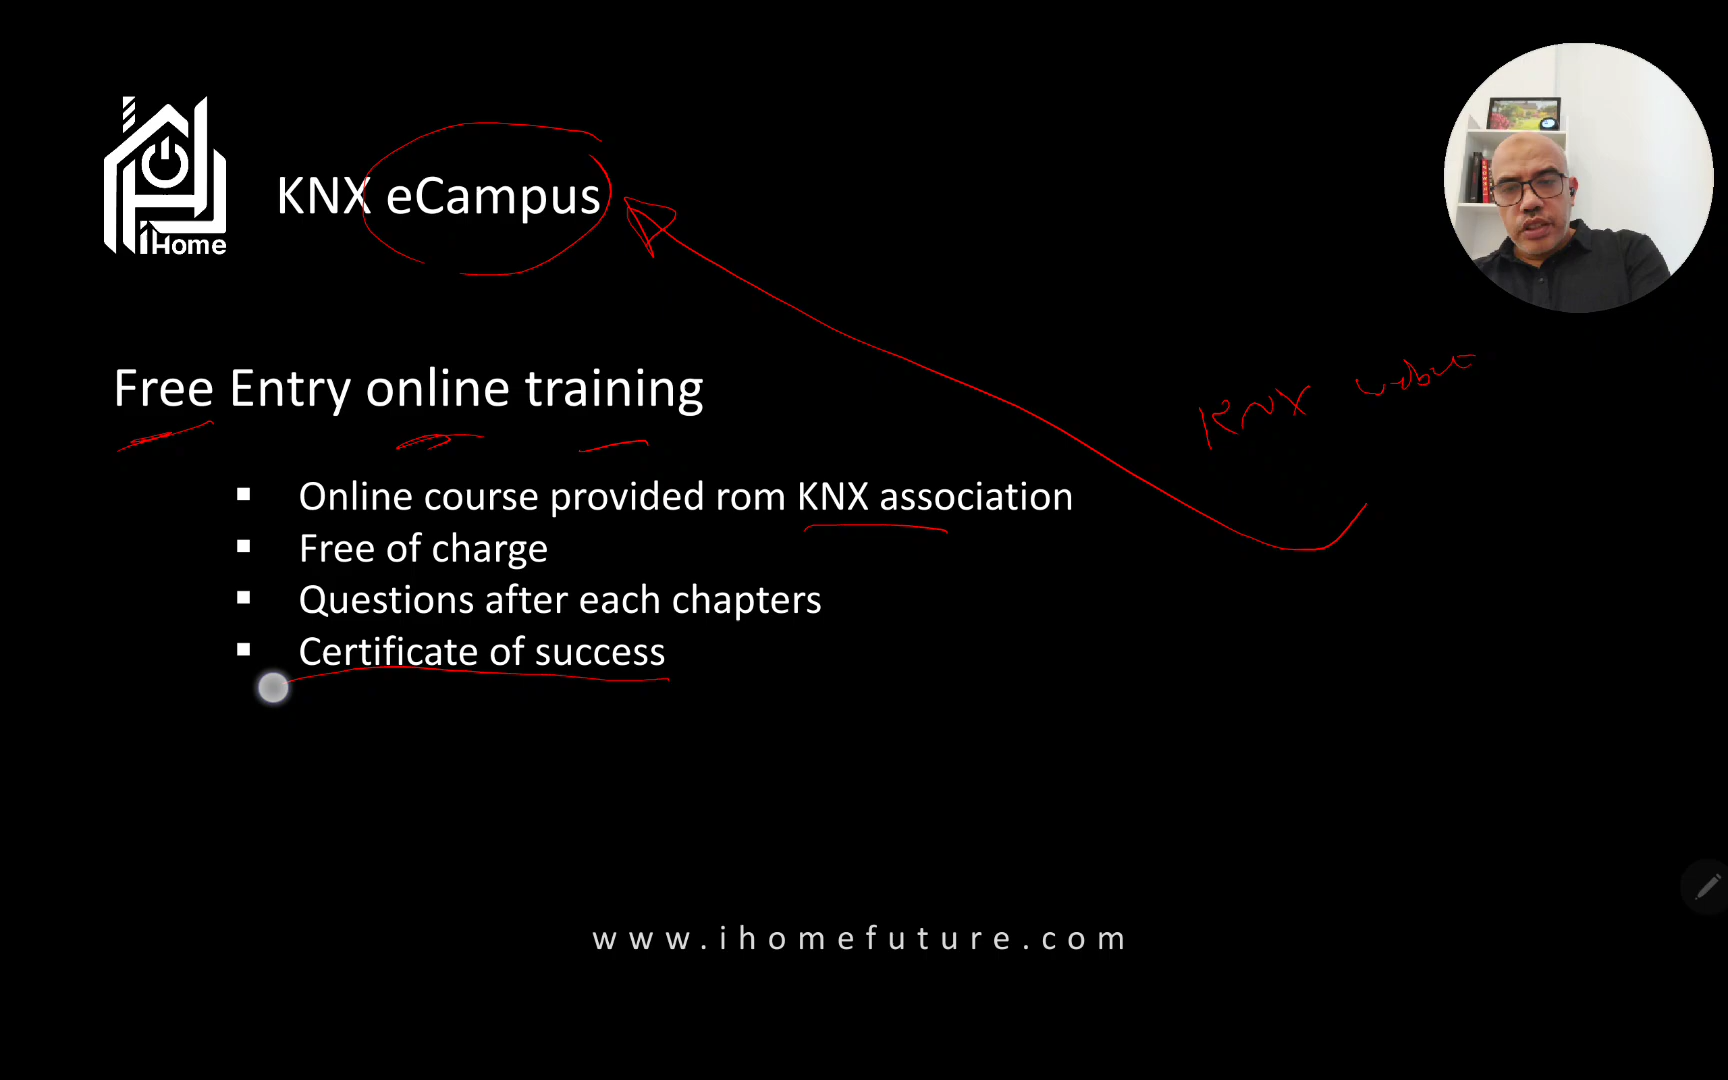 iHome
KNX eCampus
Free Entry online training
KNX
▪ Online course provided rom KNX association
▪ Free of charge
▪ Questions after each chapters
▪ Certificate of success
www.ihomefuture.com